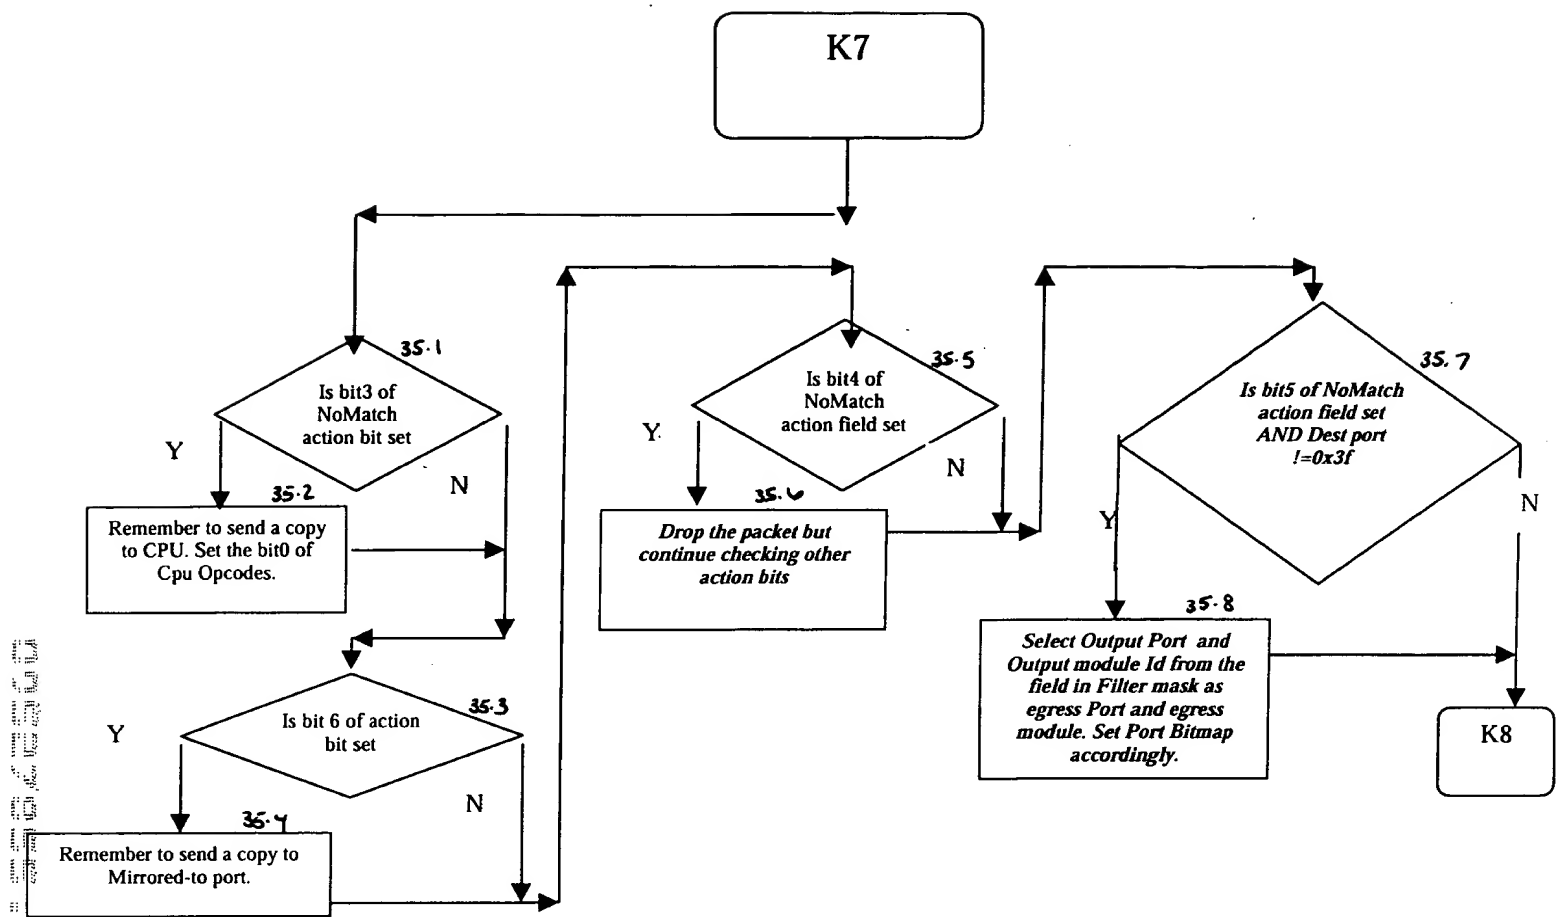 K7
35.1
Is bit3 of
NoMatch
action bit set
Y
N
35.2
Remember to send a copy
to CPU. Set the bit0 of
Cpu Opcodes.
35.3
Is bit 6 of action
bit set
Y
N
35.4
Remember to send a copy to
Mirrored-to port.
35.5
Is bit4 of
NoMatch
action field set
Y
N
35.6
Drop the packet but
continue checking other
action bits
35.7
Is bit5 of NoMatch
action field set
AND Dest port
!=0x3f
Y
N
35.8
Select Output Port and
Output module Id from the
field in Filter mask as
egress Port and egress
module. Set Port Bitmap
accordingly.
K8